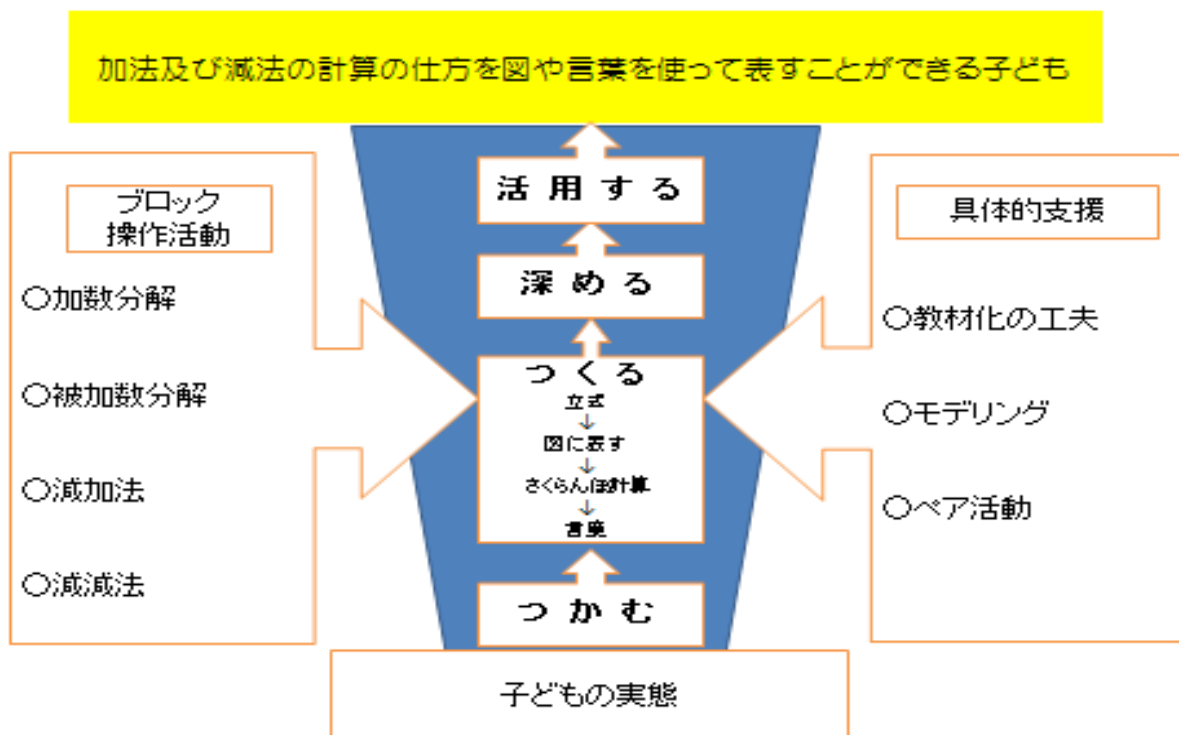 加法及び減法の計算の仕方を図や言葉を使って表すことができる子ども
ブロック
操作活動
○加数分解
○被加数分解
○減加法
○減減法
活用する
深める
つくる
立式
↓
図に表す
↓
さくらんぼ計算
↓
言葉
つかむ
具体的支援
○教材化の工夫
○モデリング
○ペア活動
子どもの実態